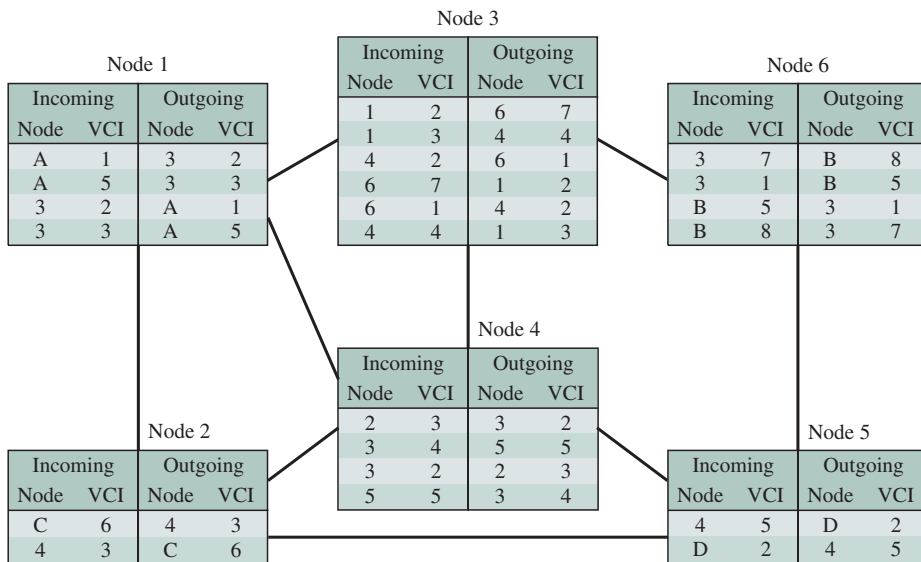 Node 3
Incoming Outgoing
Node VCI Node VCI
1 2 6 7
1 3 4 4
4 2 6 1
6 7 1 2
6 1 4 2
4 4 1 3
Node 1
Incoming Outgoing
Node VCI Node VCI
A 1 3 2
A 5 3 3
3 2 A 1
3 3 A 5
Node 6
Incoming Outgoing
Node VCI Node VCI
3 7 B 8
3 1 B 5
B 5 3 1
B 8 3 7
Node 4
Incoming Outgoing
Node VCI Node VCI
2 3 3 2
3 4 5 5
3 2 2 3
5 5 3 4
Node 2
Incoming Outgoing
Node VCI Node VCI
C 6 4 3
4 3 C 6
Node 5
Incoming Outgoing
Node VCI Node VCI
4 5 D 2
D 2 4 5